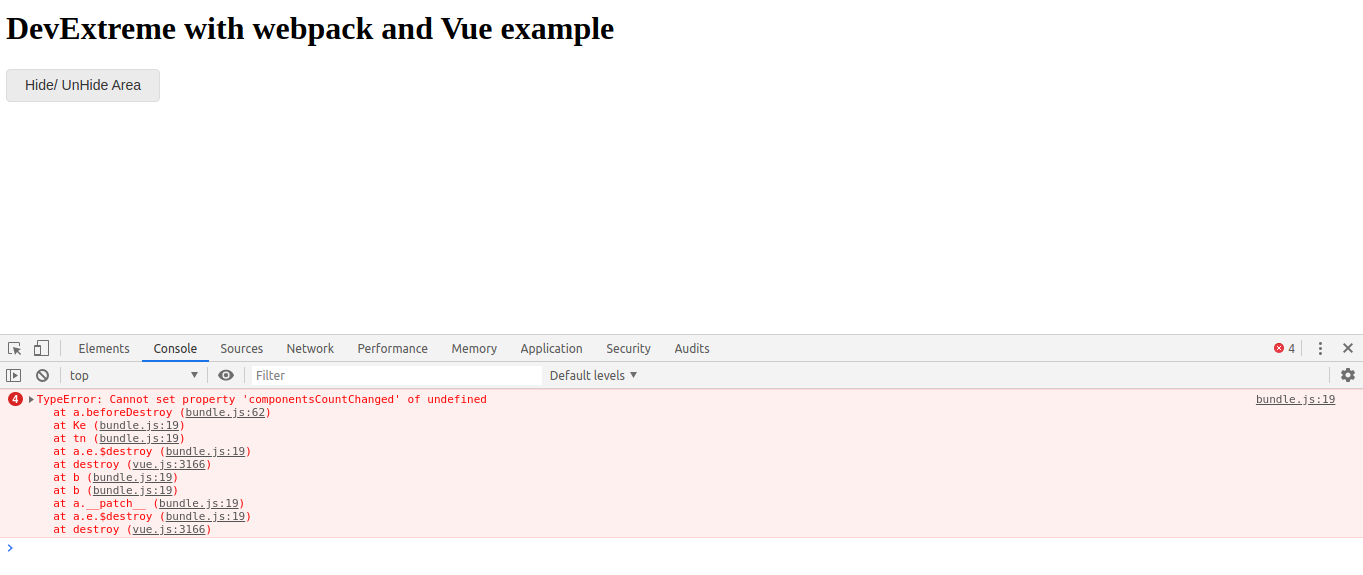 DevExtreme with webpack and Vue example
Hide/ UnHide Area
Elements Console Sources Network Performance Memory Application Security Audits 4
top Filter Default levels
4 TypeError: Cannot set property 'componentsCountChanged' of undefined bundle.js:19
at a.beforeDestroy (bundle.js:62)
at Ke (bundle.js:19)
at tn (bundle.js:19)
at a.e.$destroy (bundle.js:19)
at destroy (vue.js:3166)
at b (bundle.js:19)
at b (bundle.js:19)
at a.__patch__ (bundle.js:19)
at a.e.$destroy (bundle.js:19)
at destroy (vue.js:3166)